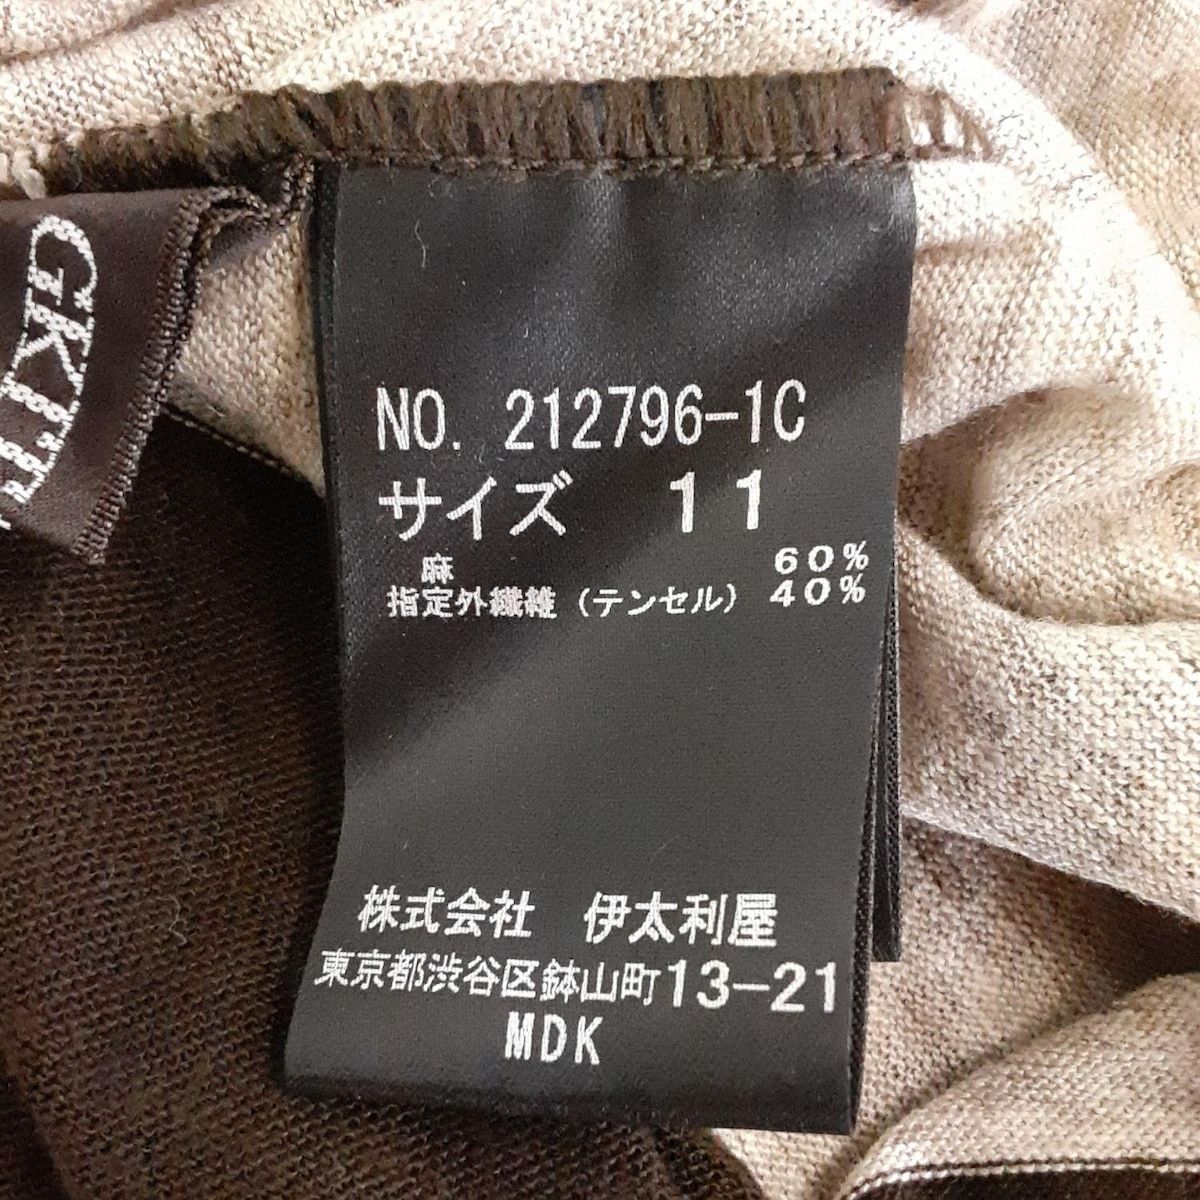 NO. 212796-1C
サイズ 11
麻 60%
指定外繊維 (テンセル) 40%
株式会社 伊太利屋
東京都渋谷区鉢山町13-21
MDK